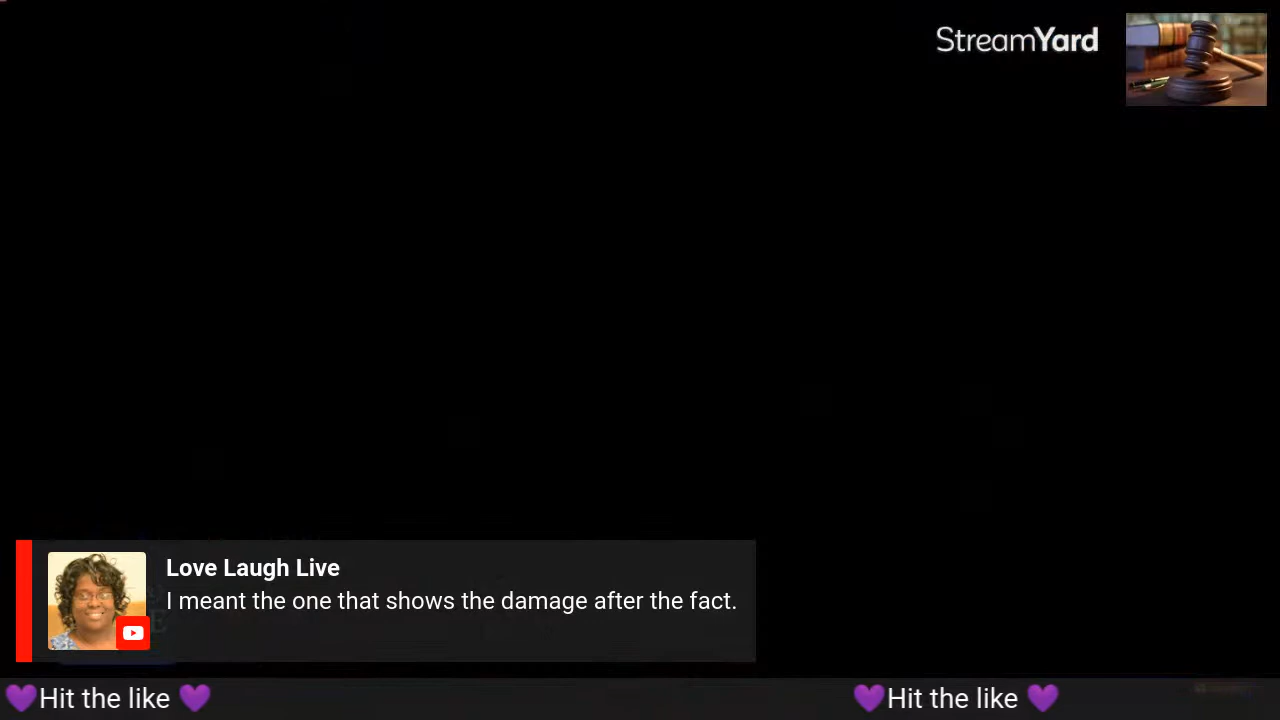 StreamYard
Love Laugh Live
I meant the one that shows the damage after the fact.
💜Hit the like 💜
💜Hit the like 💜